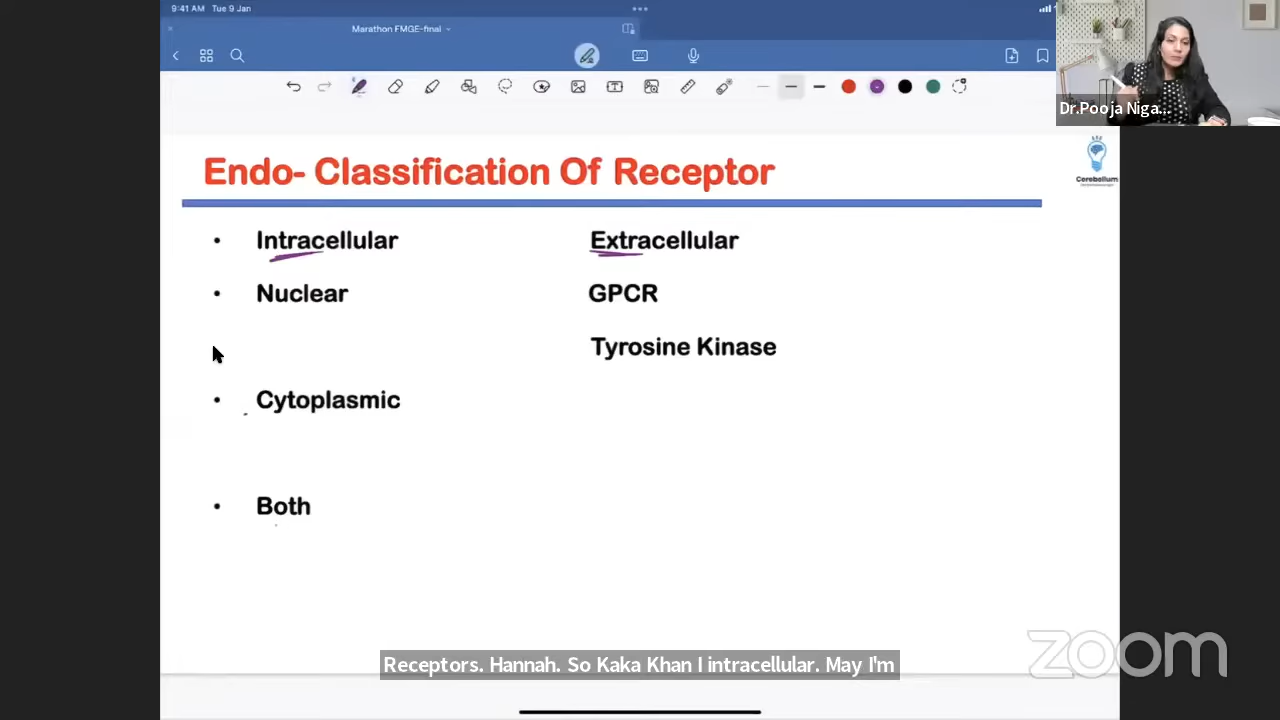 9:41 AM Tue 9 Jan
Marathon FMGE-final
Dr.Pooja Niga...
Endo- Classification Of Receptor
Cerebellum
• Intracellular Extracellular
• Nuclear GPCR
Tyrosine Kinase
• Cytoplasmic
• Both
Receptors. Hannah. So Kaka Khan I intracellular. May I'm
zoom